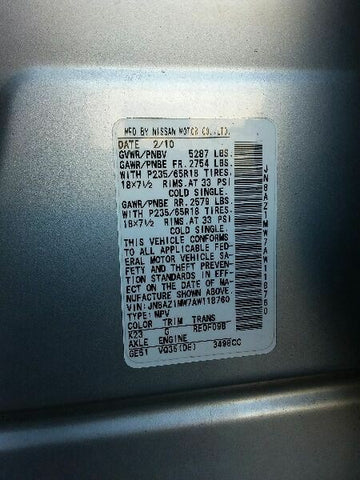 MFD BY NISSAN MOTOR CO.,LTD.
DATE 2/10
GVWR/PNBV 5287 LBS.
GAWR/PNBE FR. 2754 LBS.
WITH P235/65R18 TIRES.
18×7½ RIMS. AT 33 PSI
COLD SINGLE.
GAWR/PNBE RR. 2579 LBS.
WITH P235/65R18 TIRES.
18×7½ RIMS. AT 33 PSI
COLD SINGLE.
THIS VEHICLE CONFORMS
TO ALL APPLICABLE FED-
ERAL MOTOR VEHICLE SA-
FETY AND THEFT PREVEN-
TION STANDARDS IN EFF-
ECT ON THE DATE OF MA-
NUFACTURE SHOWN ABOVE
VIN: JN8AZ1MW7AW118760
TYPE: MPV
COLOR TRIM TRANS
K23 G RE0F09B
AXLE ENGINE
GE51 VQ35(DE) 3498CC
JN8AZ1MW7AW118760